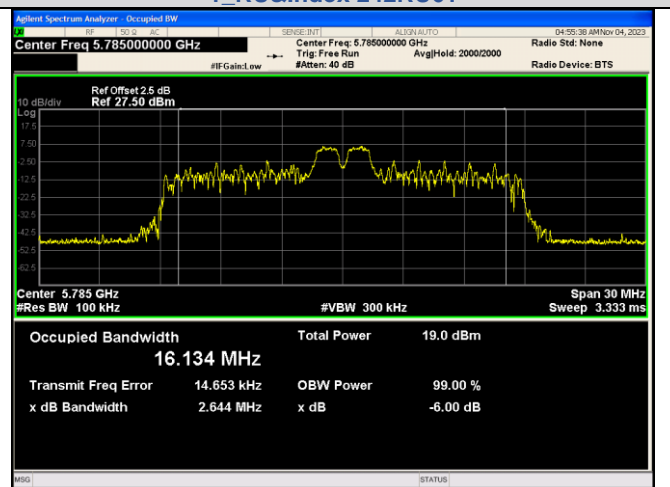 Agilent Spectrum Analyzer - Occupied BW
RF 50 Ω AC SENSE:INT ALIGN AUTO 04:55:38 AM Nov 04, 2023
Center Freq 5.785000000 GHz Center Freq: 5.785000000 GHz Radio Std: None
Trig: Free Run Avg|Hold: 2000/2000
#IFGain:Low #Atten: 40 dB Radio Device: BTS
Ref Offset 2.5 dB
10 dB/div Ref 27.50 dBm
Log
17.5
7.50
-2.50
-12.5
-22.5
-32.5
-42.5
-52.5
-62.5
Center 5.785 GHz Span 30 MHz
#Res BW 100 kHz #VBW 300 kHz Sweep 3.333 ms
Occupied Bandwidth Total Power 19.0 dBm
16.134 MHz
Transmit Freq Error 14.653 kHz OBW Power 99.00 %
x dB Bandwidth 2.644 MHz x dB -6.00 dB
MSG STATUS